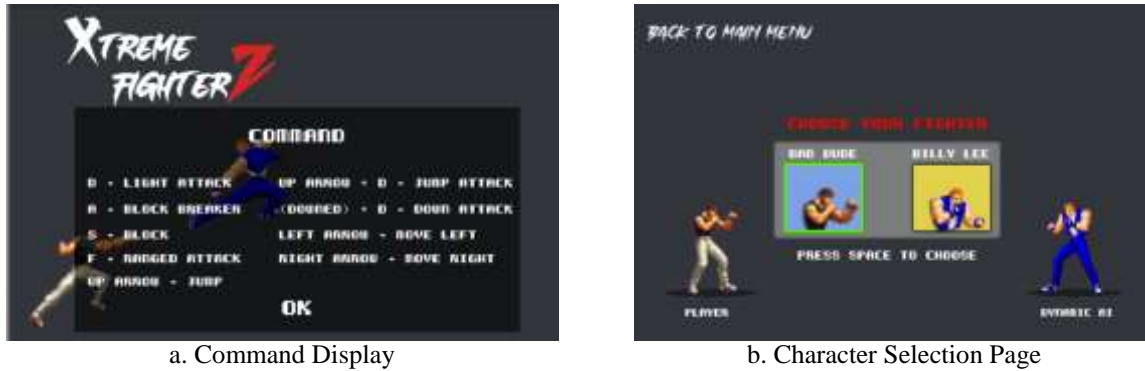 XTREME
FIGHTER Z
COMMAND
D - LIGHT ATTACK
UP ARROW + D - JUMP ATTACK
A - BLOCK BREAKER
(DOWNED) + D - DOWN ATTACK
S - BLOCK
LEFT ARROW - MOVE LEFT
F - RANGED ATTACK
RIGHT ARROW - MOVE RIGHT
UP ARROW - JUMP
OK
a. Command Display
BACK TO MAIN MENU
CHOOSE YOUR FIGHTER
BAD DUDE
BILLY LEE
PRESS SPACE TO CHOOSE
PLAYER
DYNAMIC AI
b. Character Selection Page